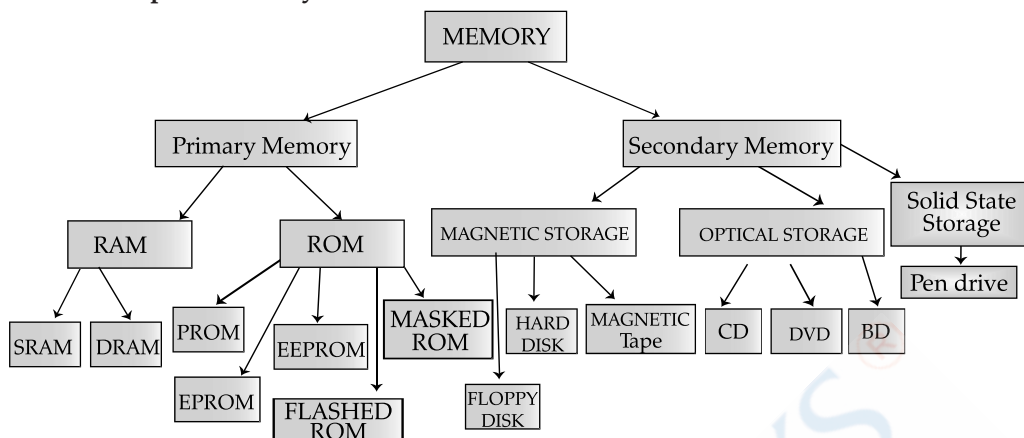 MEMORY
Primary Memory
Secondary Memory
Solid State
Storage
RAM
ROM
MAGNETIC STORAGE
OPTICAL STORAGE
Pen drive
SRAM
DRAM
PROM
EPROM
EEPROM
FLASHED
ROM
MASKED
ROM
FLOPPY
DISK
HARD
DISK
MAGNETIC
Tape
CD
DVD
BD